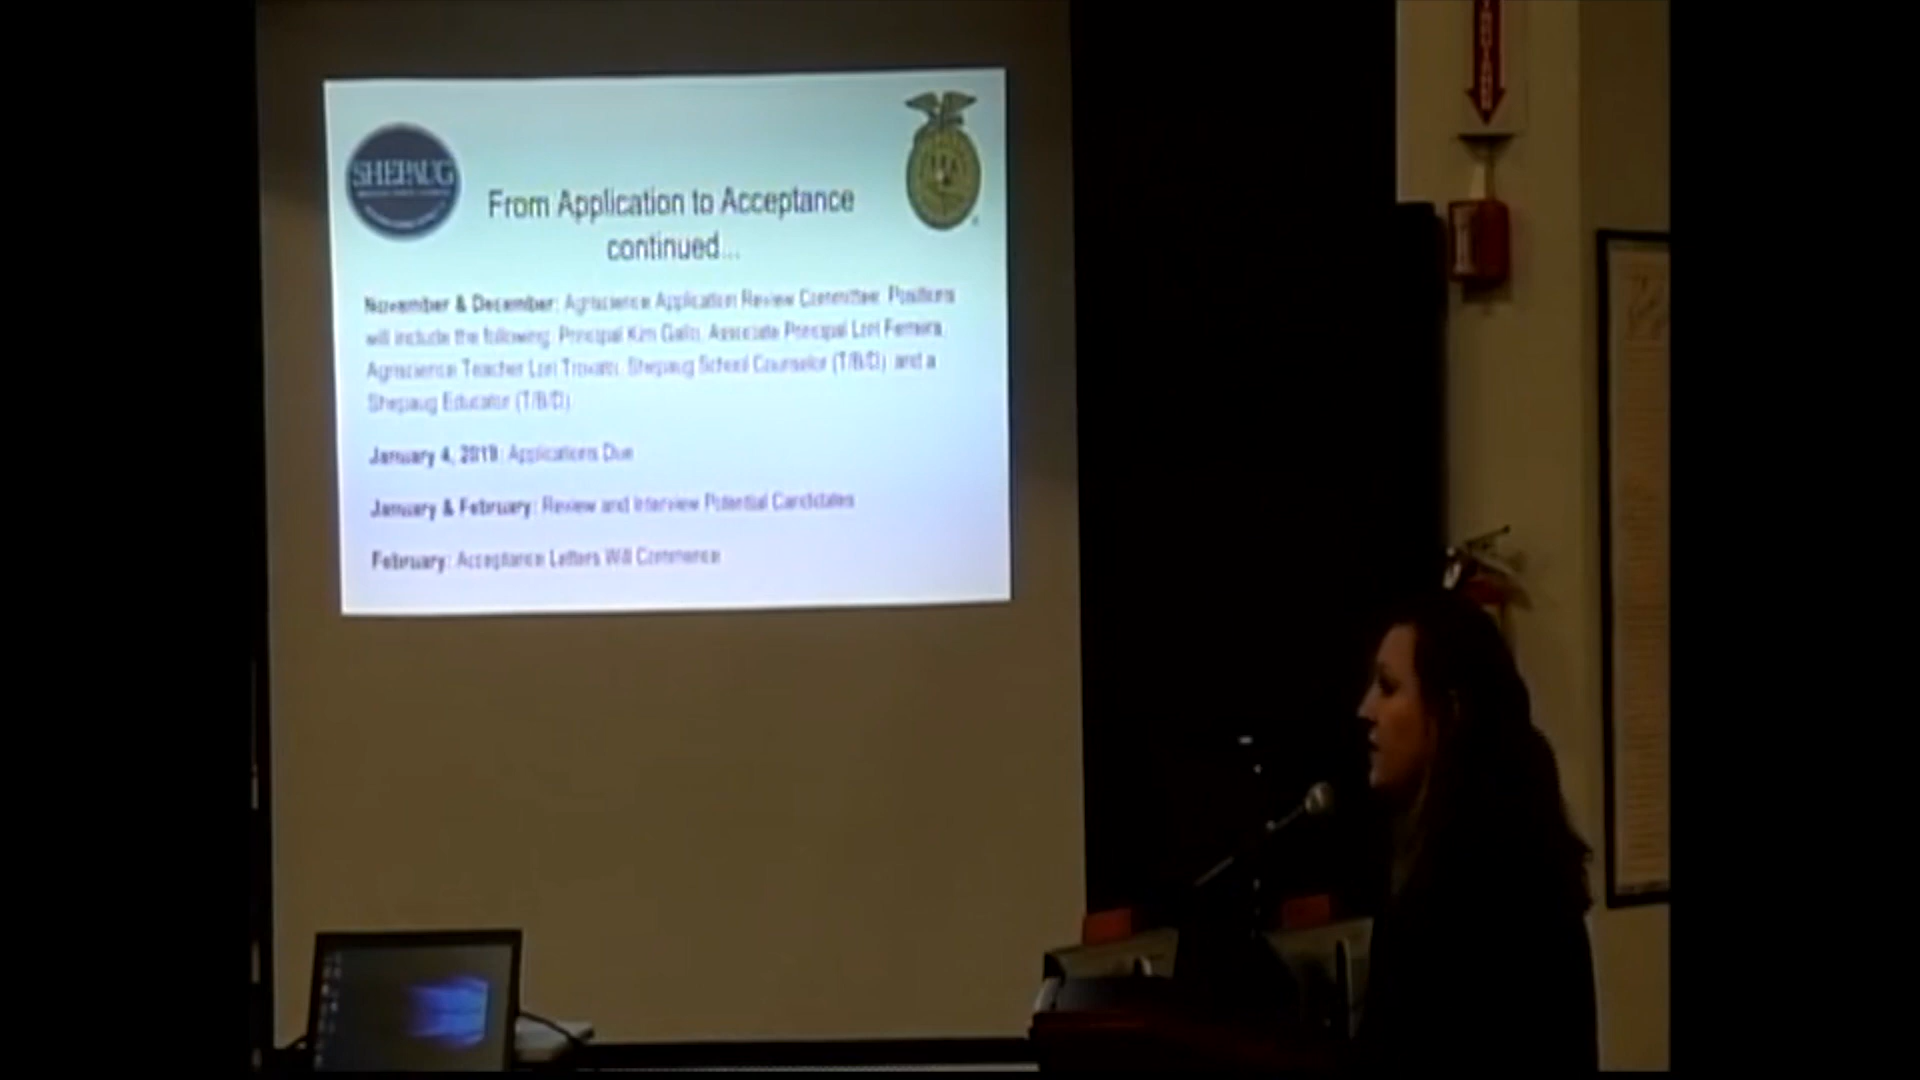 SHEPAUG
From Application to Acceptance
continued...
November & December: Agriscience Application Review Committee: Positions
will include the following: Principal Kim Gallo, Associate Principal Lori Ferreira,
Agriscience Teacher Lori Trovato, Shepaug School Counselor (T/B/D) and a
Shepaug Educator (T/B/D)
January 4, 2019: Applications Due
January & February: Review and Interview Potential Candidates
February: Acceptance Letters Will Commence